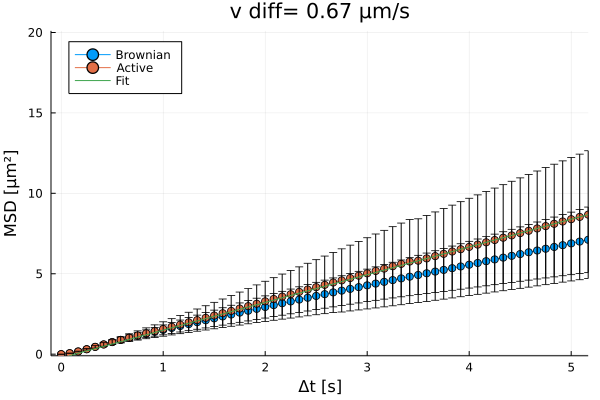 v diff= 0.67 μm/s
MSD [μm²]
20
15
10
5
0
Brownian
Active
Fit
0 1 2 3 4 5
Δt [s]